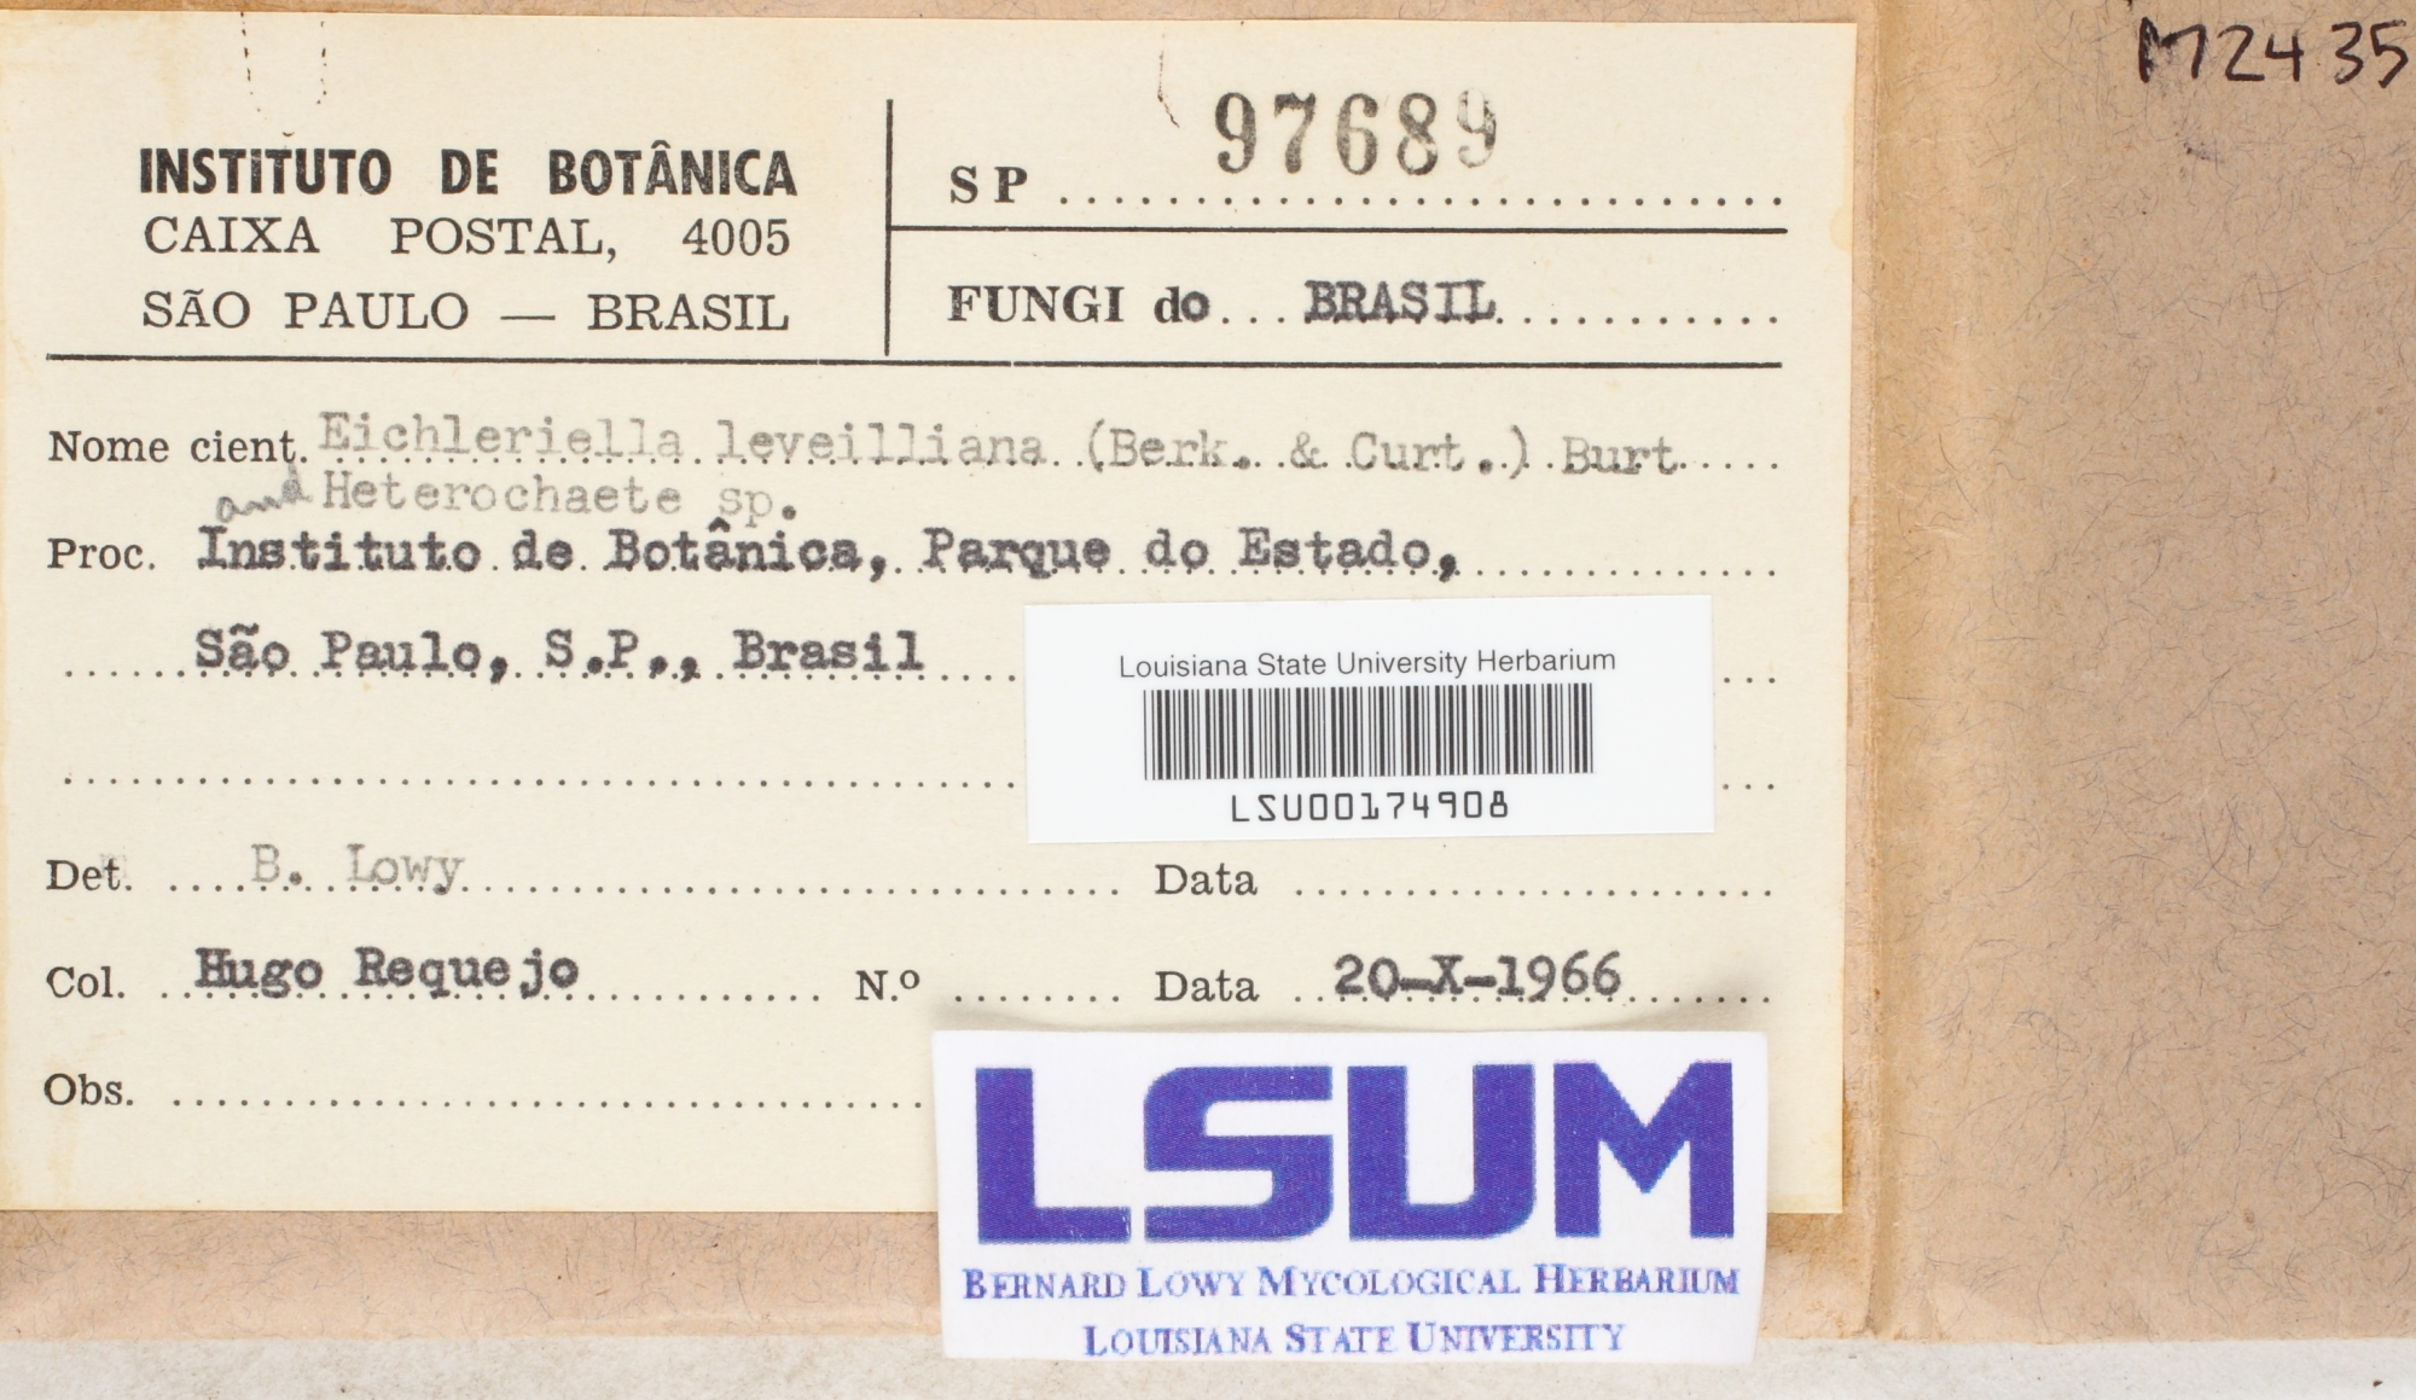 M2435
INSTITUTO DE BOTÂNICA
CAIXA POSTAL, 4005
SÃO PAULO — BRASIL
SP 97689
FUNGI do BRASIL
Nome cient. Eichleriella leveilliana (Berk. & Curt.) Burt
and Heterochaete sp.
Proc. Instituto de Botânica, Parque do Estado,
São Paulo, S.P., Brasil
Louisiana State University Herbarium
LSU00174908
Det. B. Lowy Data
Col. Hugo Requejo N.º Data 20-X-1966
Obs.
LSUM
BERNARD LOWY MYCOLOGICAL HERBARIUM
LOUISIANA STATE UNIVERSITY